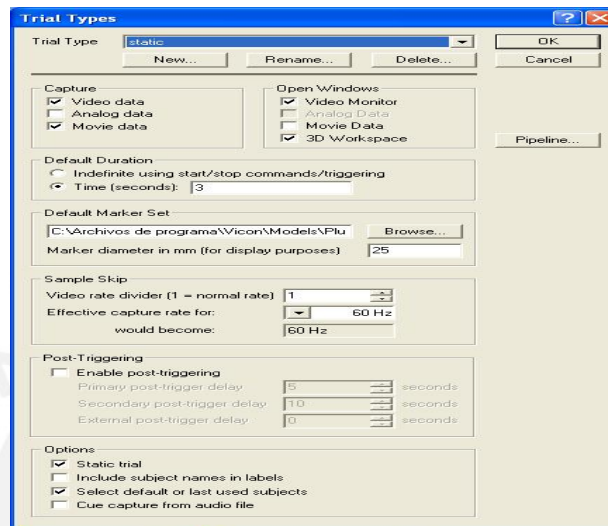 Trial Types
Trial Type static OK
New... Rename... Delete... Cancel
Capture Open Windows
Video data Video Monitor
Analog data Analog Data
Movie data Movie Data
3D Workspace
Pipeline...
Default Duration
Indefinite using start/stop commands/triggering
Time (seconds): 3
Default Marker Set
C:\Archivos de programa\Vicon\Models\Plu Browse...
Marker diameter in mm (for display purposes) 25
Sample Skip
Video rate divider (1 = normal rate) 1
Effective capture rate for: 60 Hz
would become: 60 Hz
Post-Triggering
Enable post-triggering
Primary post-trigger delay 5 seconds
Secondary post-trigger delay 10 seconds
External post-trigger delay 0 seconds
Options
Static trial
Include subject names in labels
Select default or last used subjects
Cue capture from audio file